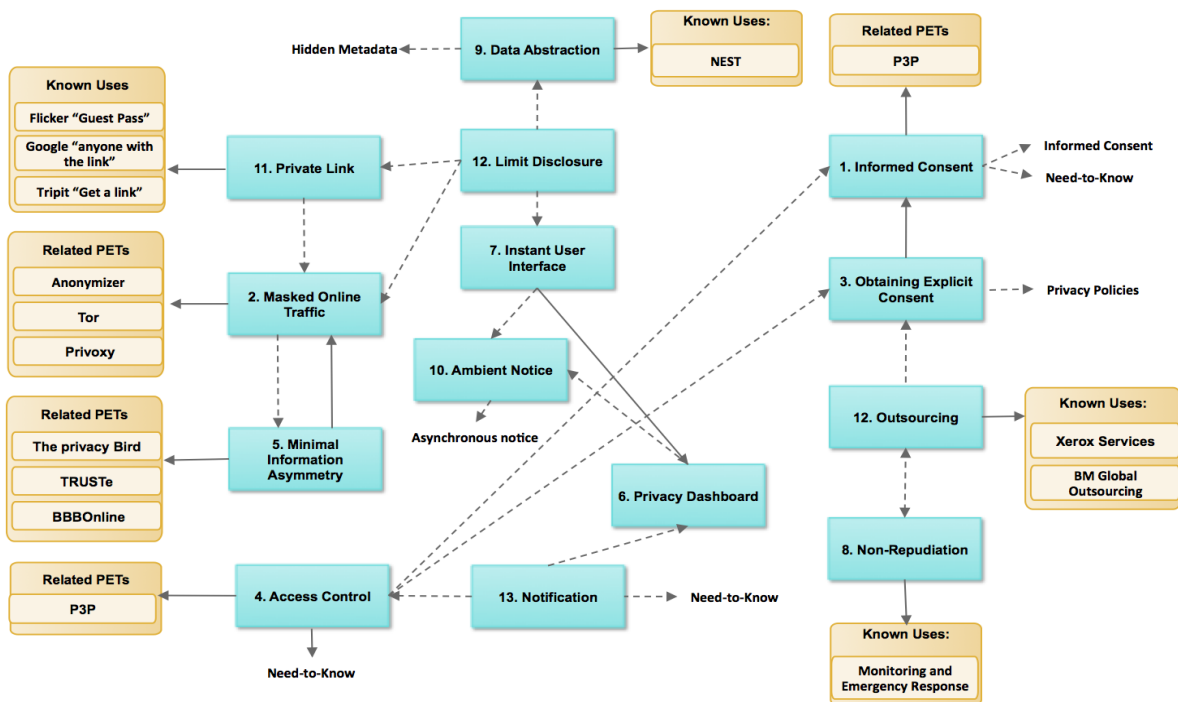 Known Uses:
NEST
Hidden Metadata
9. Data Abstraction
Related PETs
P3P
Known Uses
Flicker “Guest Pass”
Google “anyone with
the link”
Tripit “Get a link”
11. Private Link
12. Limit Disclosure
1. Informed Consent
Informed Consent
Need-to-Know
7. Instant User
Interface
Related PETs
Anonymizer
Tor
Privoxy
2. Masked Online
Traffic
3. Obtaining Explicit
Consent
Privacy Policies
10. Ambient Notice
Asynchronous notice
Related PETs
The privacy Bird
TRUSTe
BBBOnline
5. Minimal
Information
Asymmetry
12. Outsourcing
Known Uses:
Xerox Services
BM Global
Outsourcing
6. Privacy Dashboard
8. Non-Repudiation
Related PETs
P3P
4. Access Control
13. Notification
Need-to-Know
Need-to-Know
Known Uses:
Monitoring and
Emergency Response